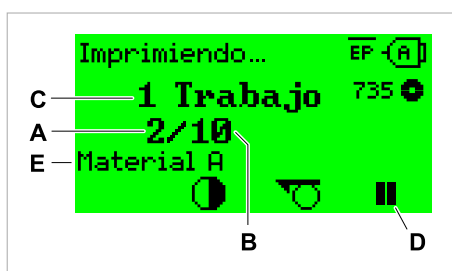 Imprimiendo... EP A
C 1 Trabajo 735
A 2/10
E Material A
B D